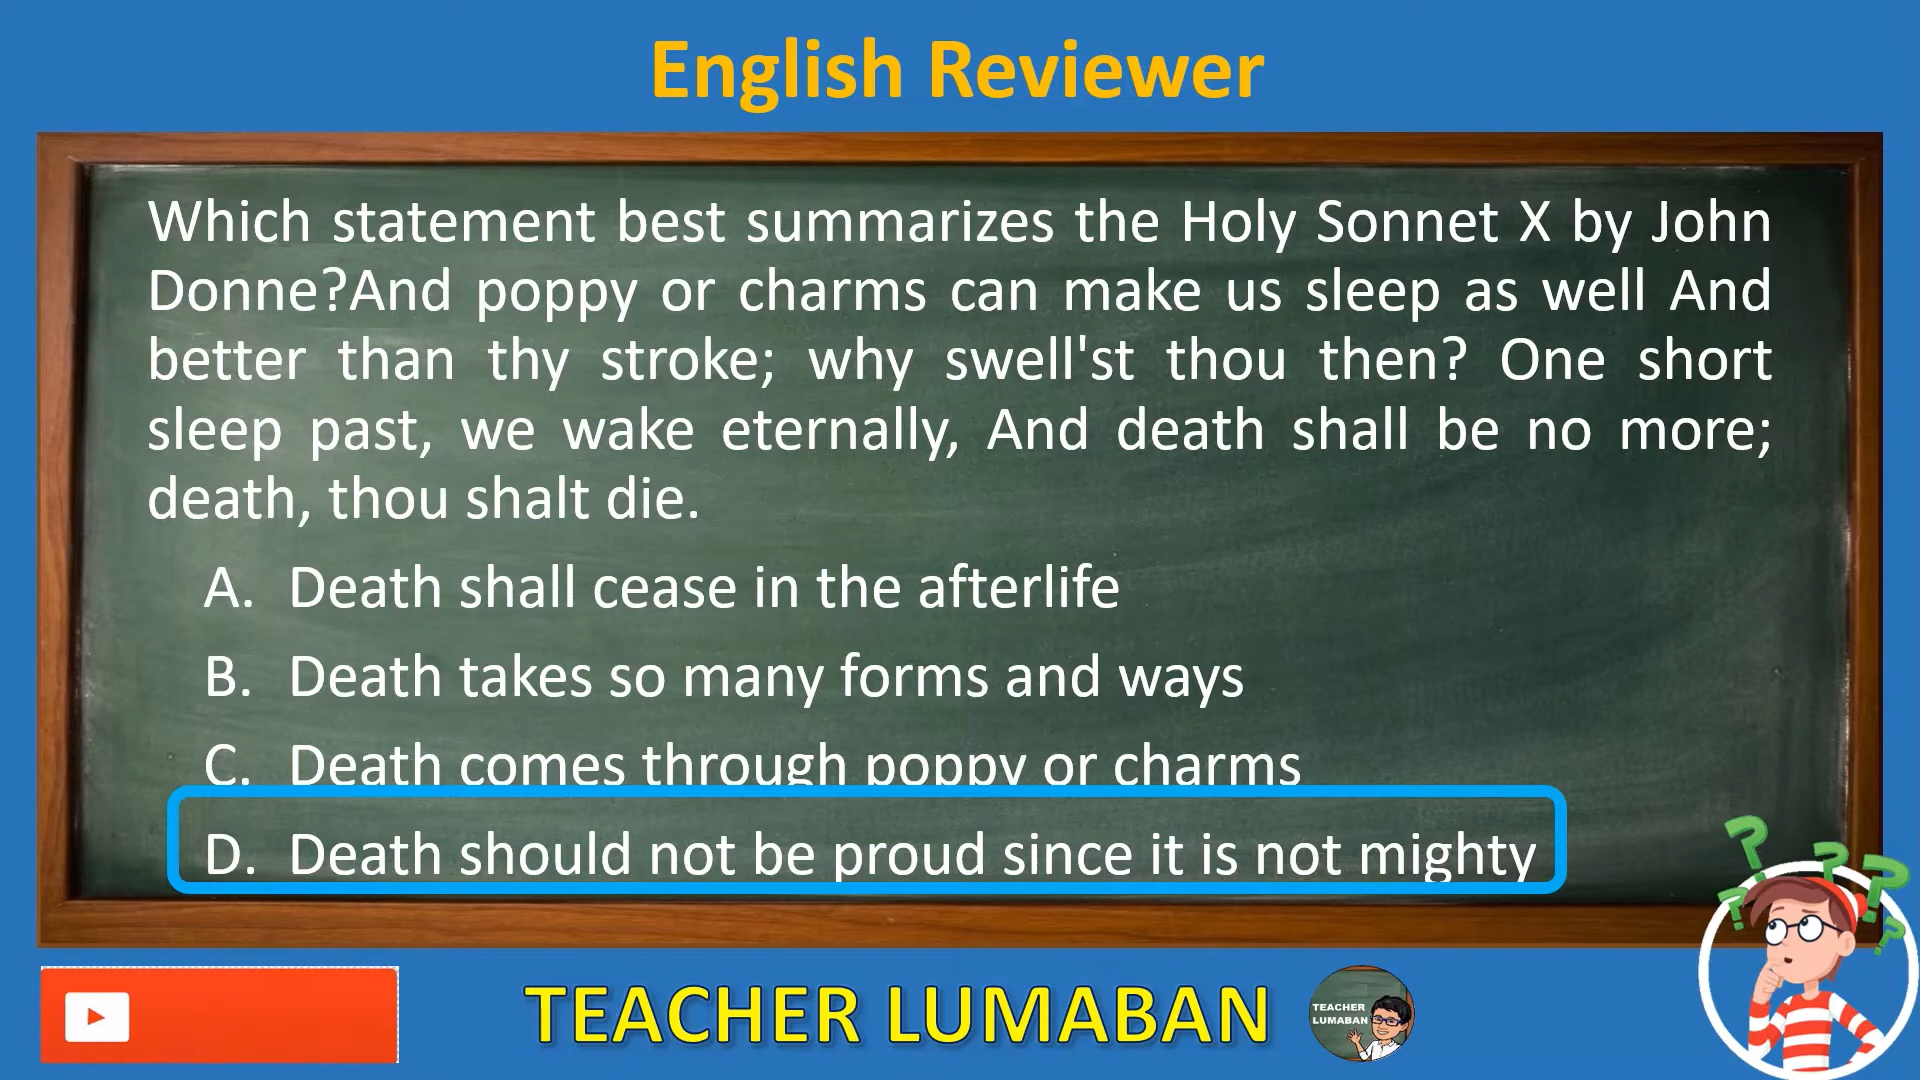 English Reviewer
Which statement best summarizes the Holy Sonnet X by John
Donne?And poppy or charms can make us sleep as well And
better than thy stroke; why swell'st thou then? One short
sleep past, we wake eternally, And death shall be no more;
death, thou shalt die.
A. Death shall cease in the afterlife
B. Death takes so many forms and ways
C. Death comes through poppy or charms
D. Death should not be proud since it is not mighty
TEACHER LUMABAN
TEACHER
LUMABAN